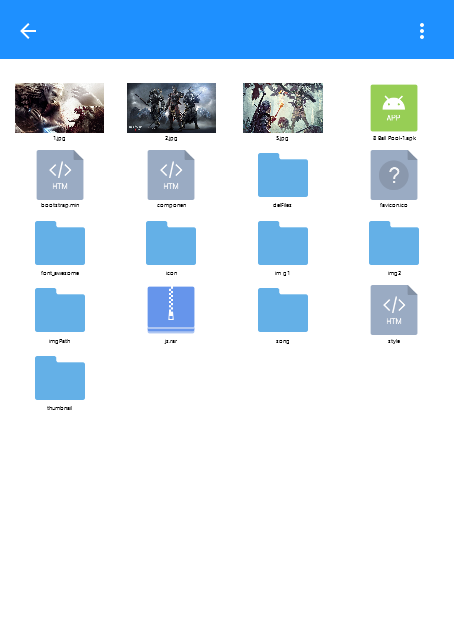 1.jpg
2.jpg
3.jpg
APP
8 Ball Pool-1.apk
HTM
bootstrap.min
HTM
componen
delFiles
?
favicon.ico
font_awesome
icon
img1
img2
imgPath
js.rar
song
HTM
style
thumbnail